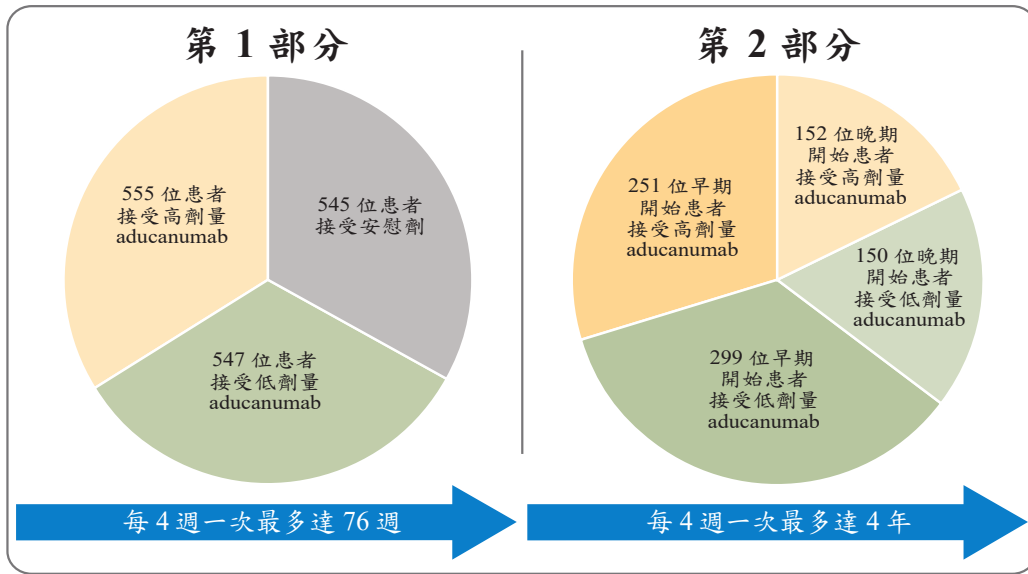 第 1 部分
555 位患者
接受高劑量
aducanumab
545 位患者
接受安慰劑
547 位患者
接受低劑量
aducanumab
每 4 週一次最多達 76 週
第 2 部分
152 位晚期
開始患者
接受高劑量
aducanumab
251 位早期
開始患者
接受高劑量
aducanumab
150 位晚期
開始患者
接受低劑量
aducanumab
299 位早期
開始患者
接受低劑量
aducanumab
每 4 週一次最多達 4 年